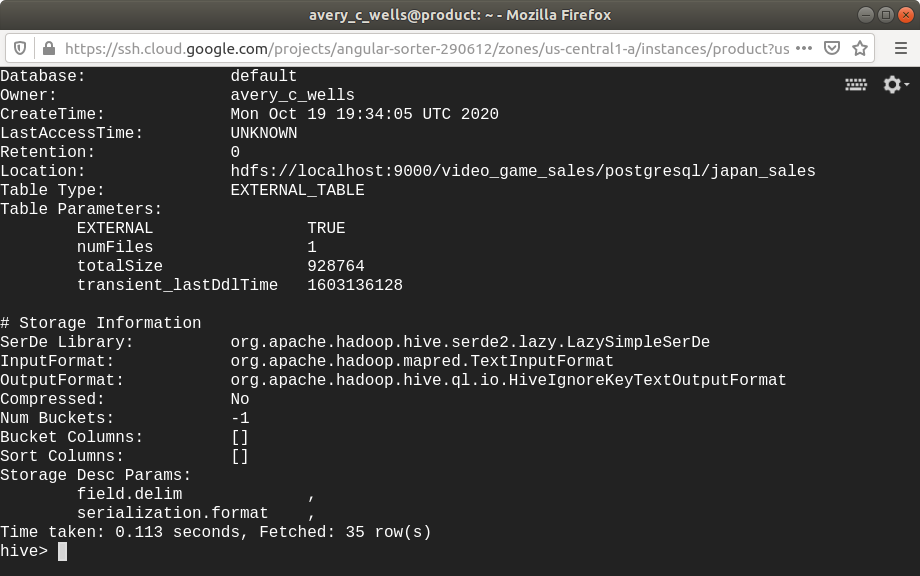 avery_c_wells@product: ~ - Mozilla Firefox
https://ssh.cloud.google.com/projects/angular-sorter-290612/zones/us-central1-a/instances/product?us
Database: default
Owner: avery_c_wells
CreateTime: Mon Oct 19 19:34:05 UTC 2020
LastAccessTime: UNKNOWN
Retention: 0
Location: hdfs://localhost:9000/video_game_sales/postgresql/japan_sales
Table Type: EXTERNAL_TABLE
Table Parameters:
EXTERNAL TRUE
numFiles 1
totalSize 928764
transient_lastDdlTime 1603136128
# Storage Information
SerDe Library: org.apache.hadoop.hive.serde2.lazy.LazySimpleSerDe
InputFormat: org.apache.hadoop.mapred.TextInputFormat
OutputFormat: org.apache.hadoop.hive.ql.io.HiveIgnoreKeyTextOutputFormat
Compressed: No
Num Buckets: -1
Bucket Columns: []
Sort Columns: []
Storage Desc Params:
field.delim ,
serialization.format ,
Time taken: 0.113 seconds, Fetched: 35 row(s)
hive>